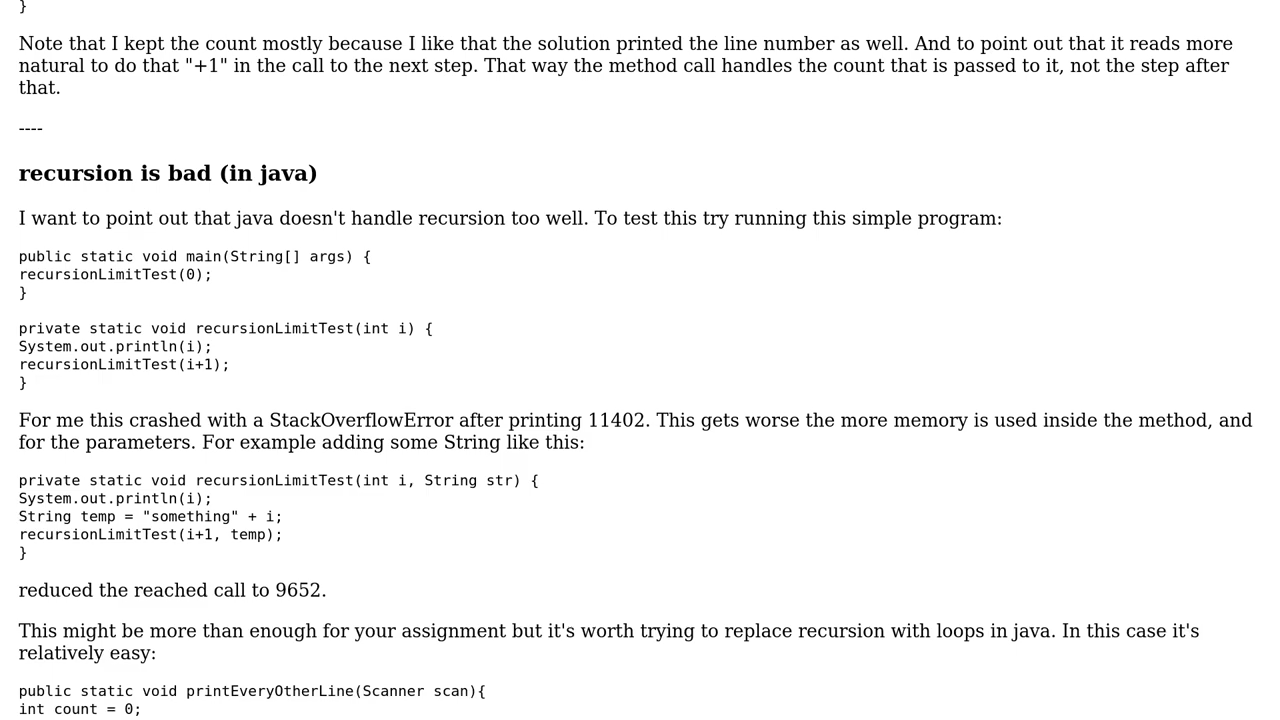 }
Note that I kept the count mostly because I like that the solution printed the line number as well. And to point out that it reads more
natural to do that "+1" in the call to the next step. That way the method call handles the count that is passed to it, not the step after
that.
----
recursion is bad (in java)
I want to point out that java doesn't handle recursion too well. To test this try running this simple program:
public static void main(String[] args) {
recursionLimitTest(0);
}
private static void recursionLimitTest(int i) {
System.out.println(i);
recursionLimitTest(i+1);
}
For me this crashed with a StackOverflowError after printing 11402. This gets worse the more memory is used inside the method, and
for the parameters. For example adding some String like this:
private static void recursionLimitTest(int i, String str) {
System.out.println(i);
String temp = "something" + i;
recursionLimitTest(i+1, temp);
}
reduced the reached call to 9652.
This might be more than enough for your assignment but it's worth trying to replace recursion with loops in java. In this case it's
relatively easy:
public static void printEveryOtherLine(Scanner scan){
int count = 0;